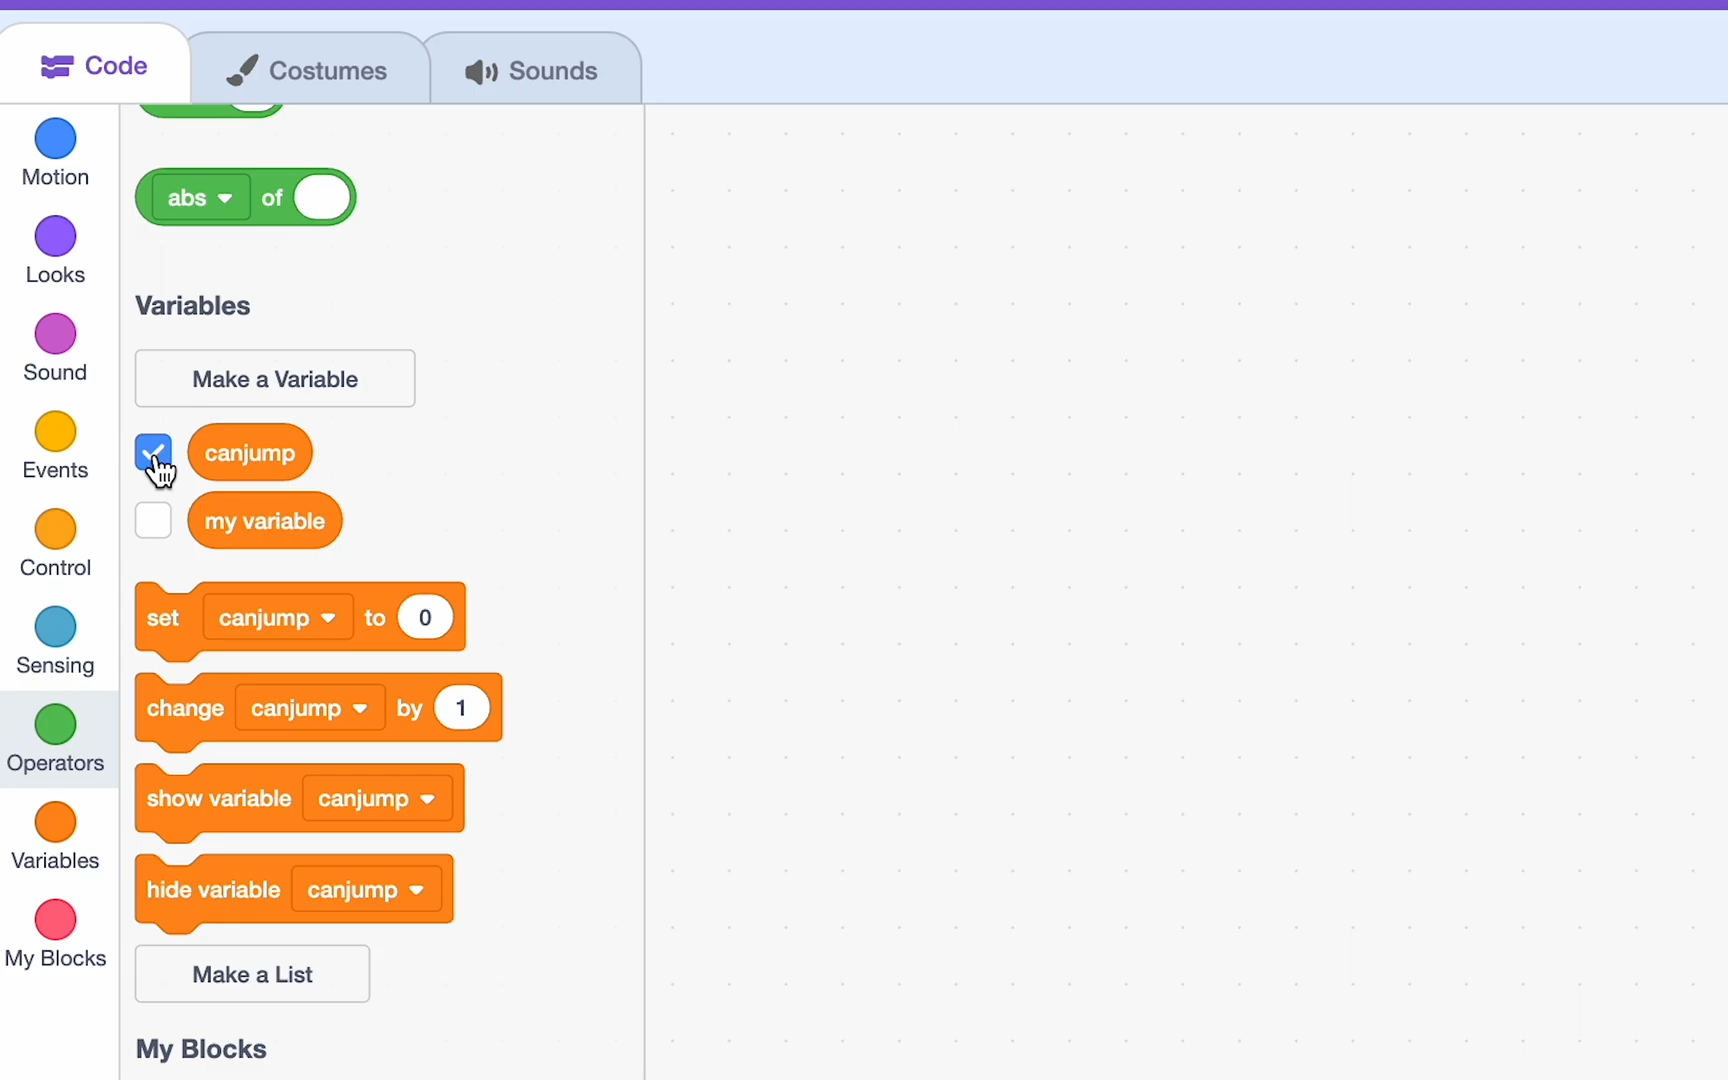 Code
Costumes
Sounds
Motion
Looks
Sound
Events
Control
Sensing
Operators
Variables
My Blocks
abs of
Variables
Make a Variable
canjump
my variable
set canjump to 0
change canjump by 1
show variable canjump
hide variable canjump
Make a List
My Blocks